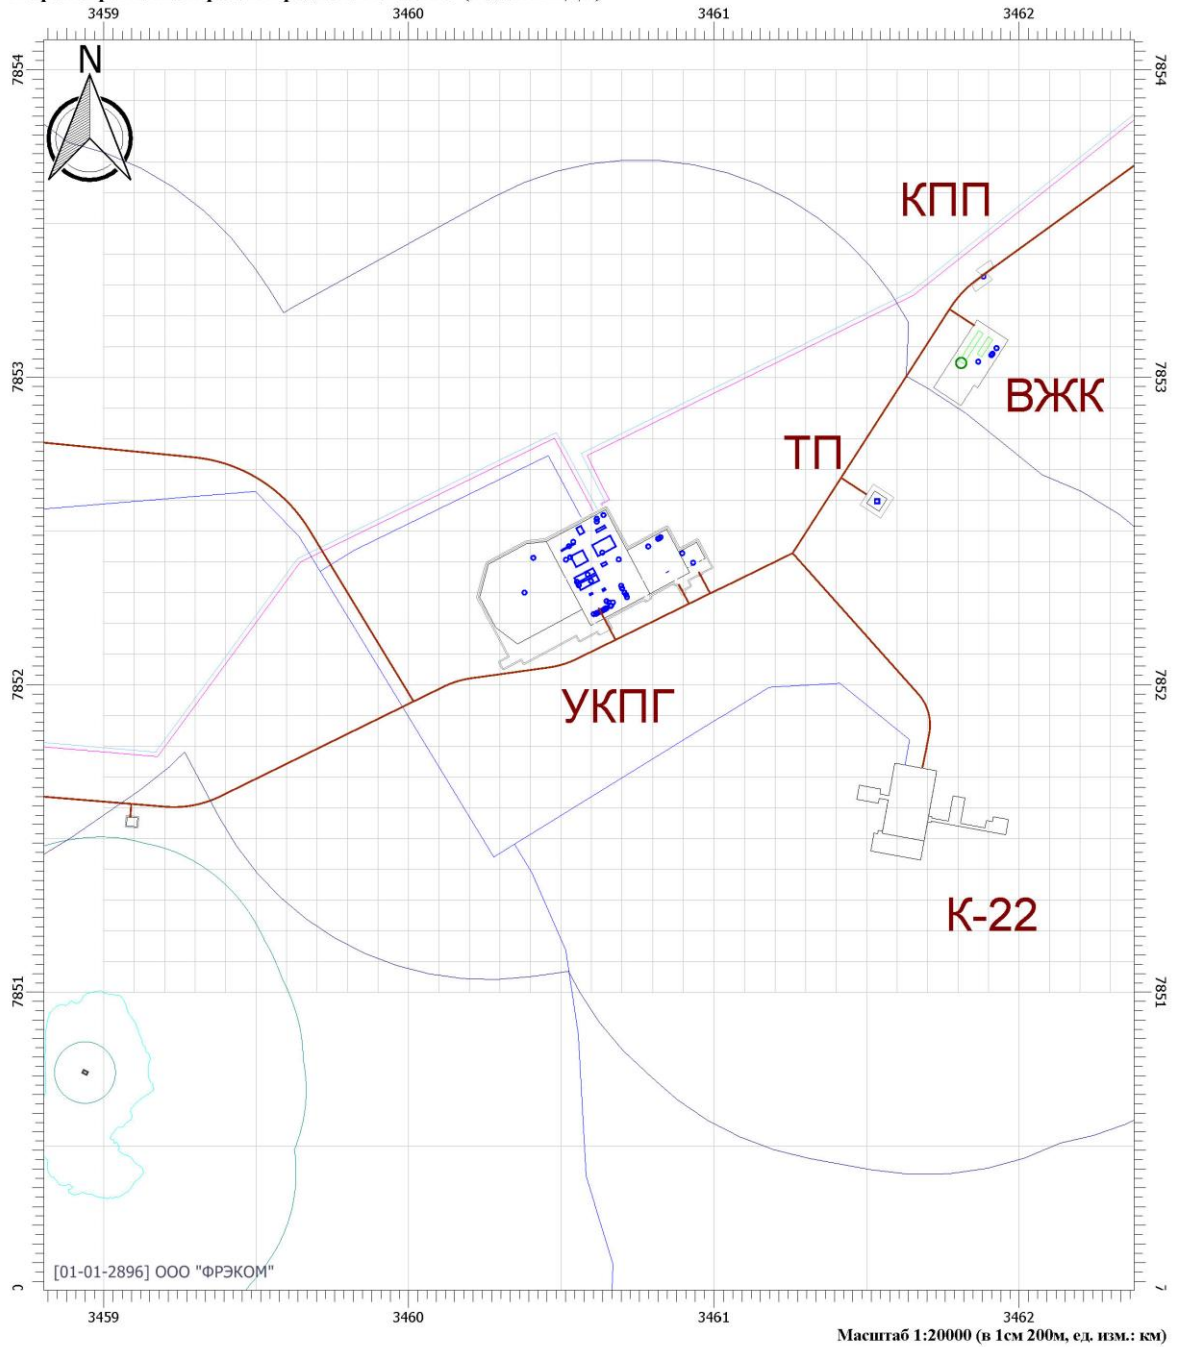 3459 3460 3461 3462
7854 7854
N
КПП
7853 7853
ВЖК
ТП
7852 7852
УКПГ
К-22
7851 7851
[01-01-2896] ООО "ФРЭКОМ"
3459 3460 3461 3462
Масштаб 1:20000 (в 1см 200м, ед. изм.: км)